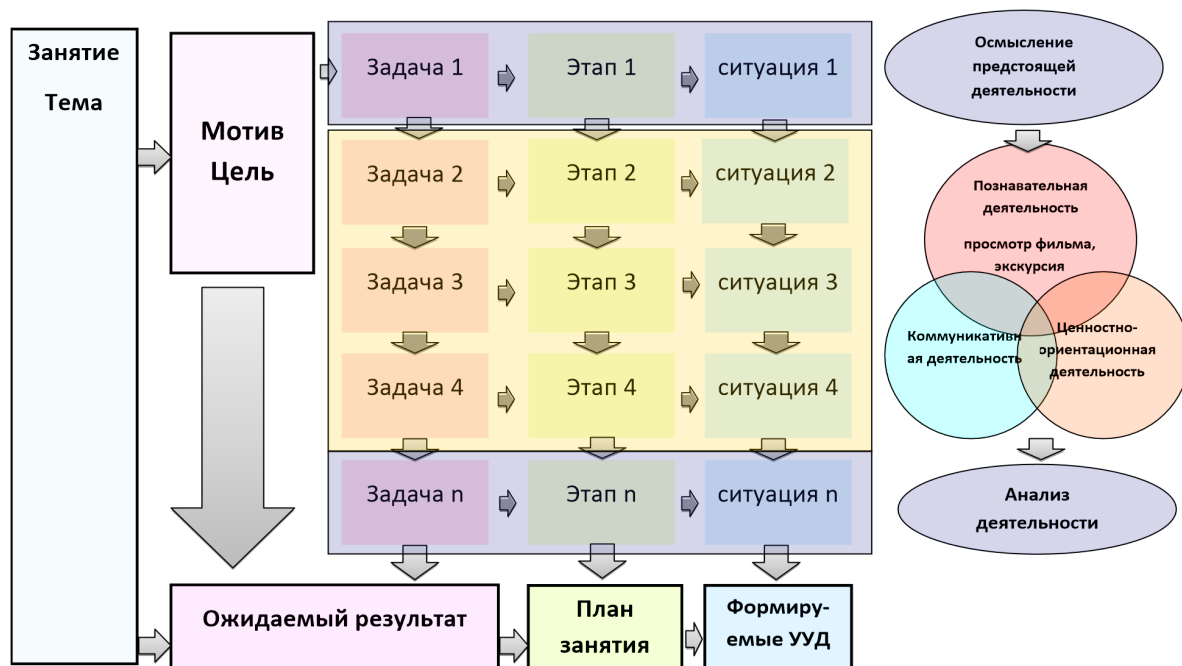 Занятие
Тема
Мотив
Цель
Задача 1
Этап 1
ситуация 1
Задача 2
Этап 2
ситуация 2
Задача 3
Этап 3
ситуация 3
Задача 4
Этап 4
ситуация 4
Задача n
Этап n
ситуация n
Ожидаемый результат
План
занятия
Формиру-
емые УУД
Осмысление
предстоящей
деятельности
Познавательная
деятельность
просмотр фильма,
экскурсия
Коммуникативн
ая деятельность
Ценностно-
ориентационная
деятельность
Анализ
деятельности